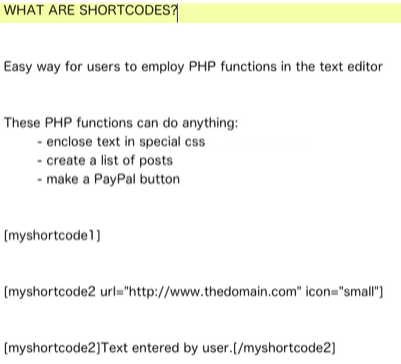 WHAT ARE SHORTCODES?
Easy way for users to employ PHP functions in the text editor
These PHP functions can do anything:
- enclose text in special css
- create a list of posts
- make a PayPal button
[myshortcode1]
[myshortcode2 url="http://www.thedomain.com" icon="small"]
[myshortcode2]Text entered by user.[/myshortcode2]